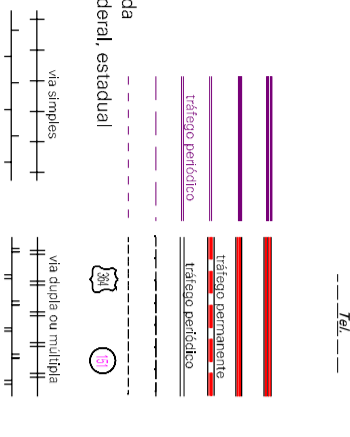 Tel.
tráfego permanente
tráfego periódico
tráfego periódico
da
deral, estadual
364
151
via simples
via dupla ou múltipla